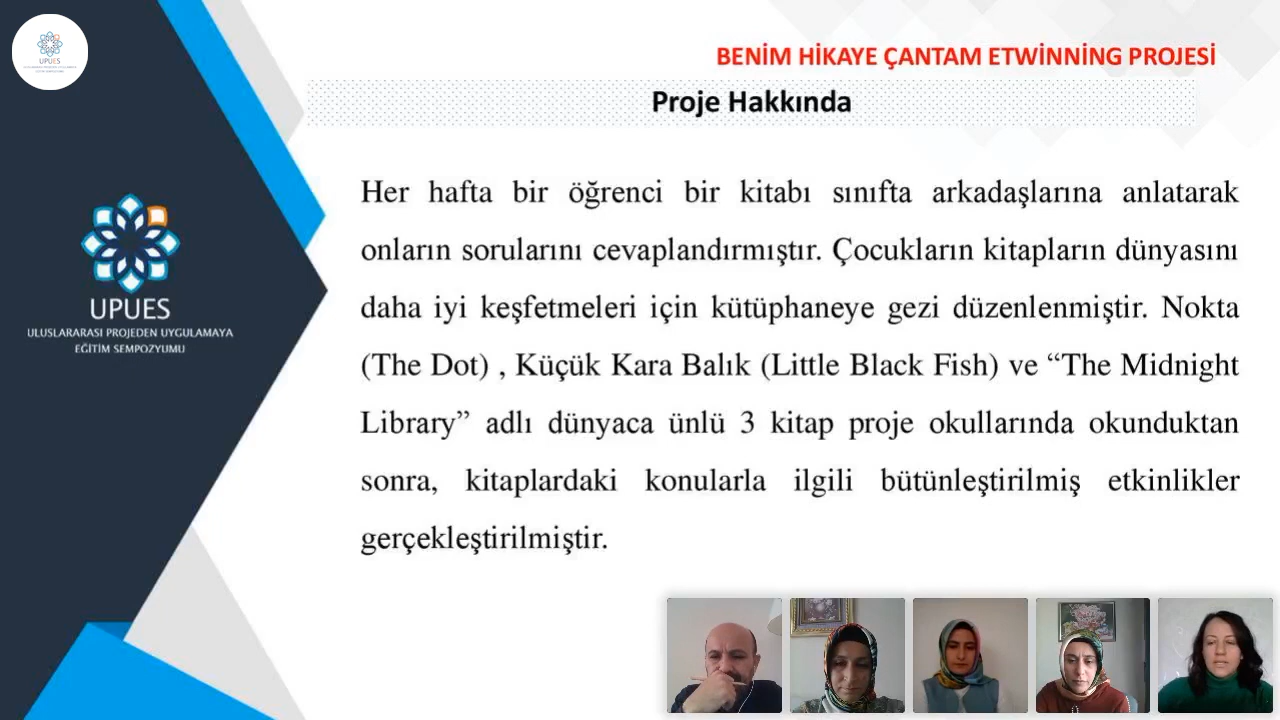 UPUES
BENİM HİKAYE ÇANTAM ETWİNNİNG PROJESİ
Proje Hakkında
Her hafta bir öğrenci bir kitabı sınıfta arkadaşlarına anlatarak
onların sorularını cevaplandırmıştır. Çocukların kitapların dünyasını
daha iyi keşfetmeleri için kütüphaneye gezi düzenlenmiştir. Nokta
(The Dot) , Küçük Kara Balık (Little Black Fish) ve “The Midnight
Library” adlı dünyaca ünlü 3 kitap proje okullarında okunduktan
sonra, kitaplardaki konularla ilgili bütünleştirilmiş etkinlikler
gerçekleştirilmiştir.
UPUES
ULUSLARARASI PROJEDEN UYGULAMAYA
EĞİTİM SEMPOZYUMU